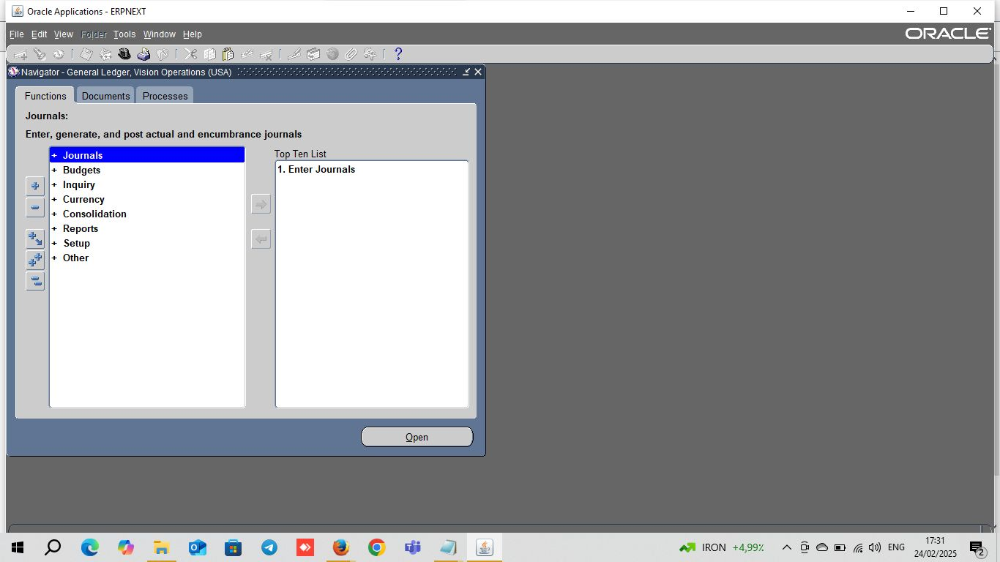 Oracle Applications - ERPNEXT
File Edit View Folder Tools Window Help
ORACLE
Navigator - General Ledger, Vision Operations (USA)
Functions Documents Processes
Journals:
Enter, generate, and post actual and encumbrance journals
+ Journals
+ Budgets
+ Inquiry
+ Currency
+ Consolidation
+ Reports
+ Setup
+ Other
Top Ten List
1. Enter Journals
Open
IRON +4,99%
ENG
17:31
24/02/2025
2